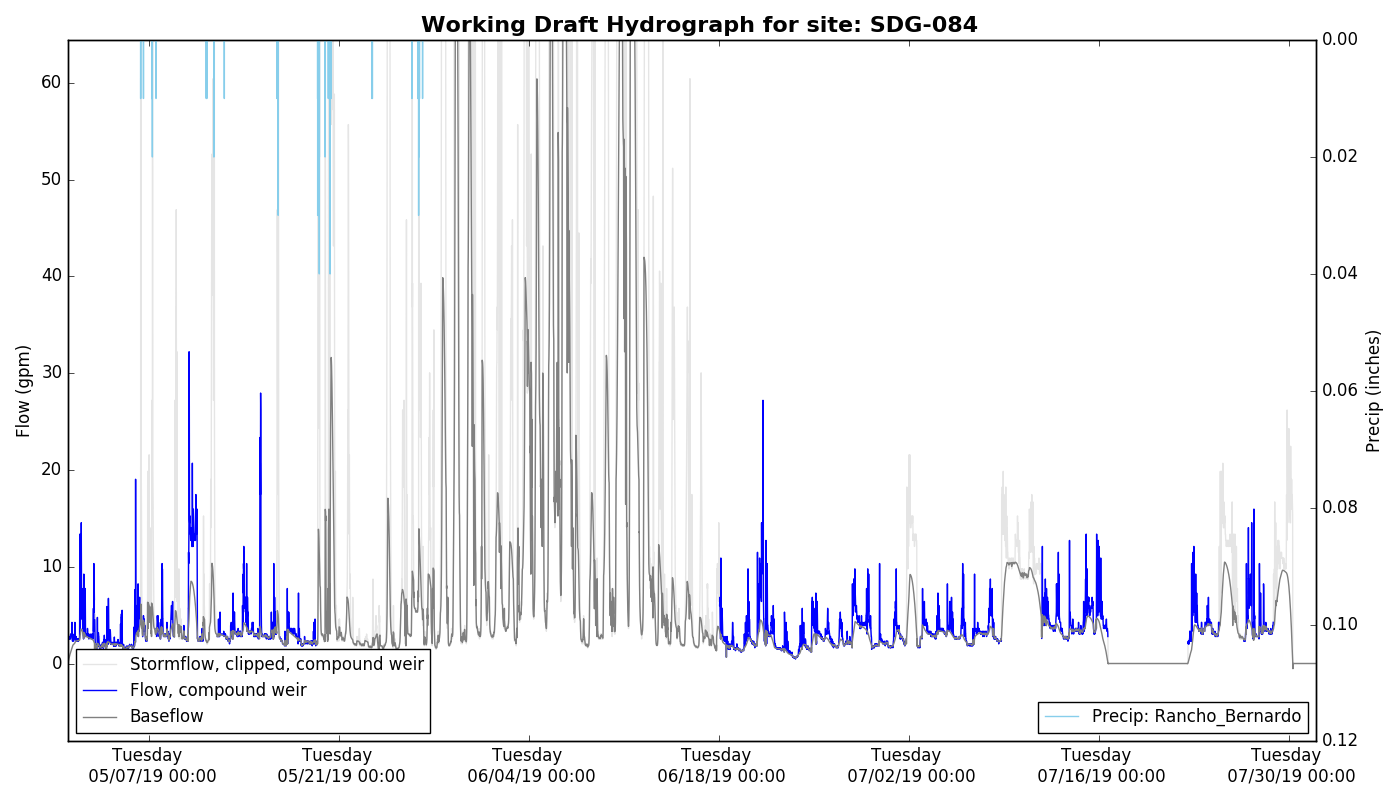 Working Draft Hydrograph for site: SDG-084
60
50
40
30
20
10
0
Flow (gpm)
0.00
0.02
0.04
0.06
0.08
0.10
0.12
Precip (inches)
Stormflow, clipped, compound weir
Flow, compound weir
Baseflow
Precip: Rancho_Bernardo
Tuesday
05/07/19 00:00
Tuesday
05/21/19 00:00
Tuesday
06/04/19 00:00
Tuesday
06/18/19 00:00
Tuesday
07/02/19 00:00
Tuesday
07/16/19 00:00
Tuesday
07/30/19 00:00